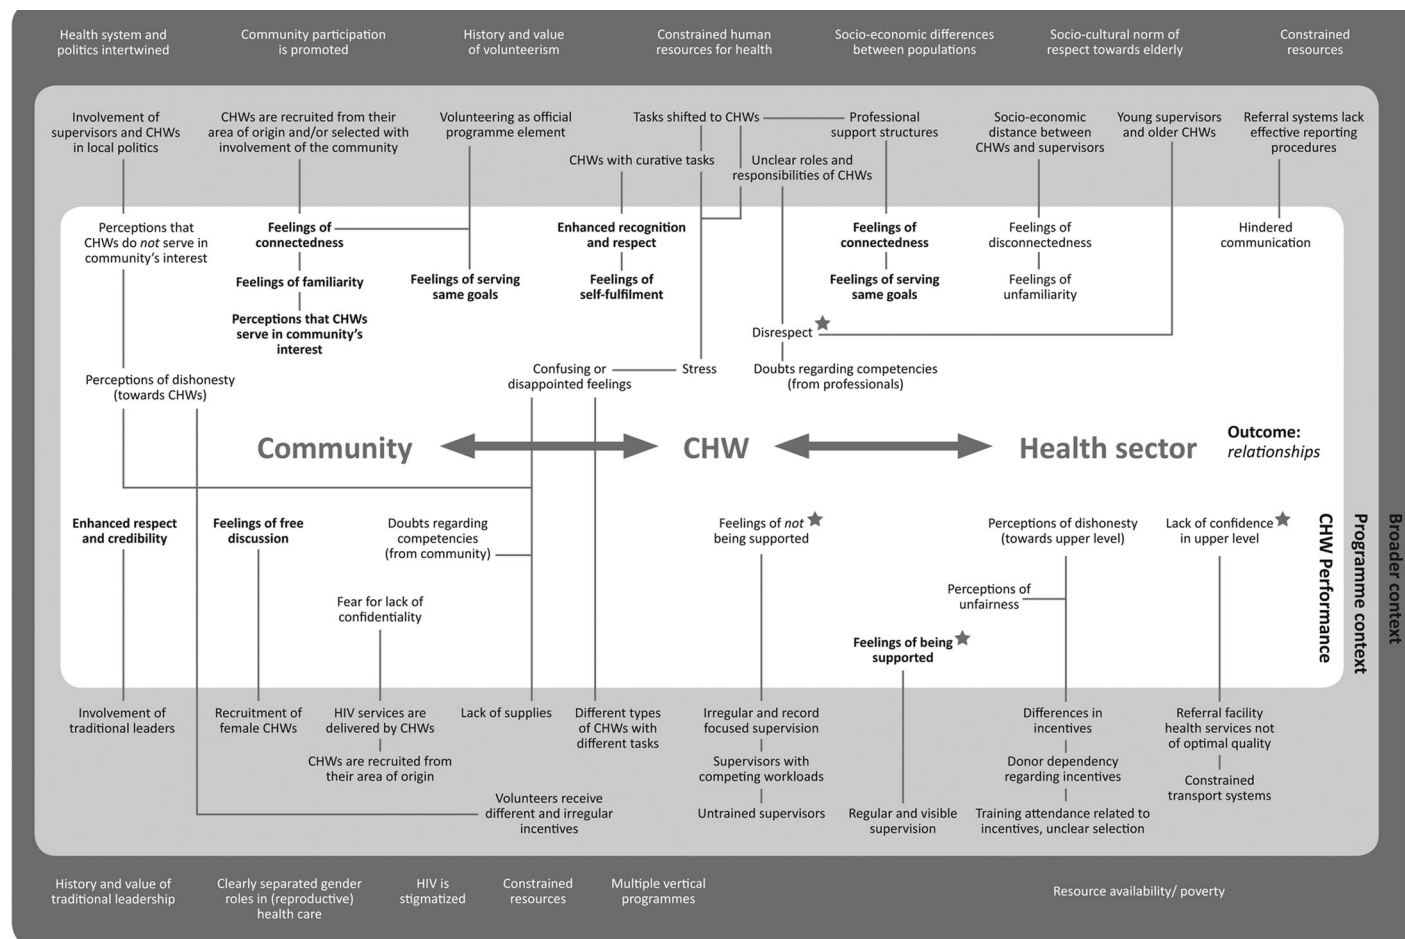 Health system and
politics intertwined
Community participation
is promoted
History and value
of volunteerism
Constrained human
resources for health
Socio-economic differences
between populations
Socio-cultural norm of
respect towards elderly
Constrained
resources
Involvement of
supervisors and CHWs
in local politics
CHWs are recruited from their
area of origin and/or selected with
involvement of the community
Volunteering as official
programme element
Tasks shifted to CHWs
Professional
support structures
Socio-economic
distance between
CHWs and supervisors
Young supervisors
and older CHWs
Referral systems lack
effective reporting
procedures
CHWs with curative tasks
Unclear roles and
responsibilities of CHWs
Perceptions that
CHWs do not serve in
community's interest
Feelings of
connectedness
Feelings of familiarity
Perceptions that CHWs
serve in community's
interest
Feelings of serving
same goals
Enhanced recognition
and respect
Feelings of
self-fulfilment
Feelings of
connectedness
Feelings of serving
same goals
Feelings of
disconnectedness
Feelings of
unfamiliarity
Hindered
communication
Disrespect
Perceptions of dishonesty
(towards CHWs)
Confusing or
disappointed feelings
Stress
Doubts regarding competencies
(from professionals)
Community
CHW
Health sector
Outcome:
relationships
Enhanced respect
and credibility
Feelings of free
discussion
Doubts regarding
competencies
(from community)
Feelings of not
being supported
Perceptions of dishonesty
(towards upper level)
Lack of confidence
in upper level
Fear for lack of
confidentiality
Perceptions of
unfairness
Feelings of being
supported
CHW Performance
Programme context
Broader context
Involvement of
traditional leaders
Recruitment of
female CHWs
HIV services are
delivered by CHWs
CHWs are recruited from
their area of origin
Lack of supplies
Different types
of CHWs with
different tasks
Volunteers receive
different and irregular
incentives
Irregular and record
focused supervision
Supervisors with
competing workloads
Untrained supervisors
Regular and visible
supervision
Differences in
incentives
Donor dependency
regarding incentives
Training attendance related to
incentives, unclear selection
Referral facility
health services not
of optimal quality
Constrained
transport systems
History and value of
traditional leadership
Clearly separated gender
roles in (reproductive)
health care
HIV is
stigmatized
Constrained
resources
Multiple vertical
programmes
Resource availability/ poverty